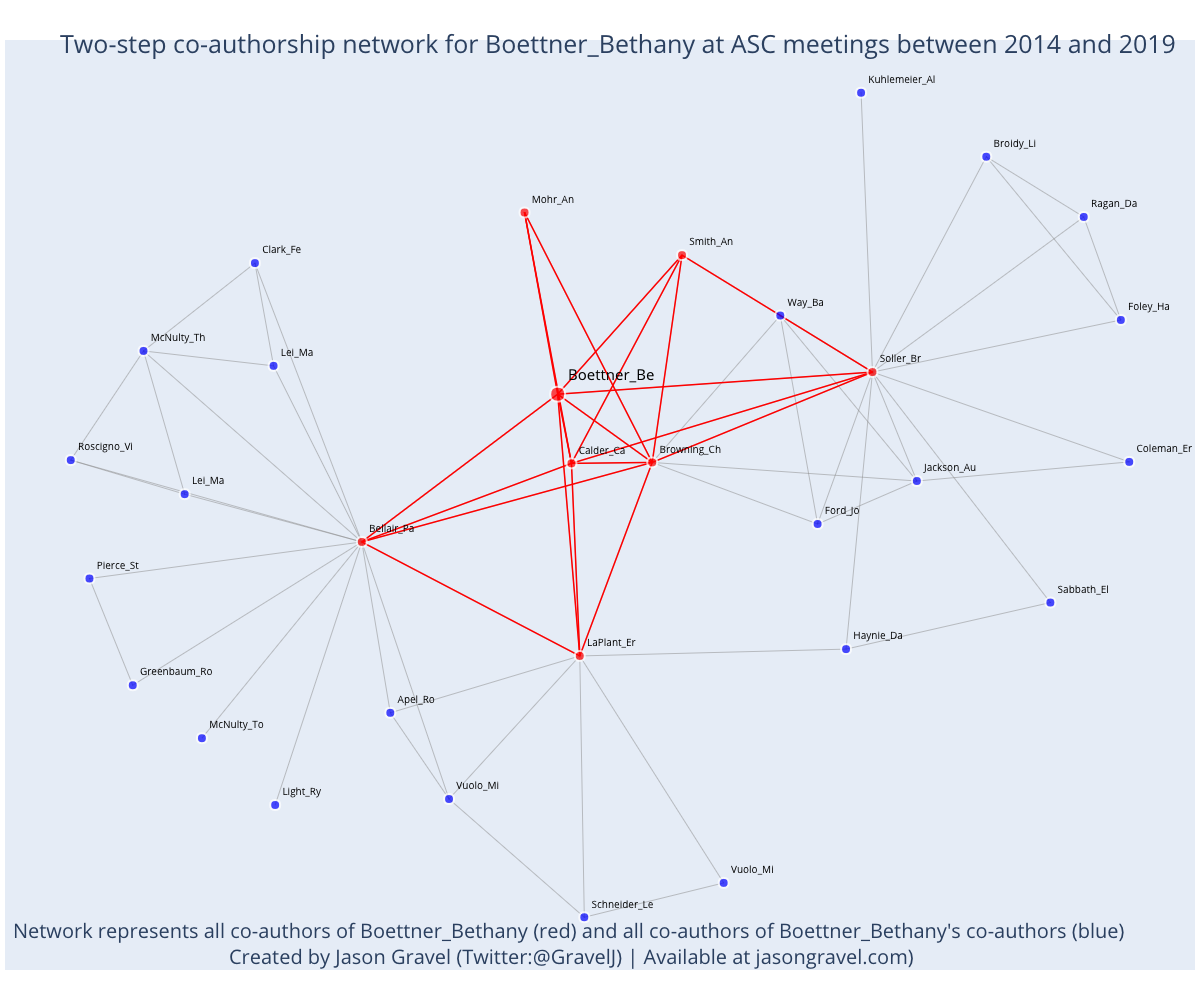 Two-step co-authorship network for Boettner_Bethany at ASC meetings between 2014 and 2019
Kuhlemeier_Al
Broidy_Li
Mohr_An
Ragan_Da
Smith_An
Clark_Fe
Way_Ba
Foley_Ha
McNulty_Th
Lei_Ma
Soller_Br
Boettner_Be
Roscigno_Vi
Calder_Ca
Browning_Ch
Coleman_Er
Jackson_Au
Lei_Ma
Ford_Jo
Bellair_Pa
Pierce_St
Sabbath_El
Haynie_Da
LaPlant_Er
Greenbaum_Ro
Apel_Ro
McNulty_To
Vuolo_Mi
Light_Ry
Vuolo_Mi
Schneider_Le
Network represents all co-authors of Boettner_Bethany (red) and all co-authors of Boettner_Bethany's co-authors (blue)
Created by Jason Gravel (Twitter:@GravelJ) | Available at jasongravel.com)